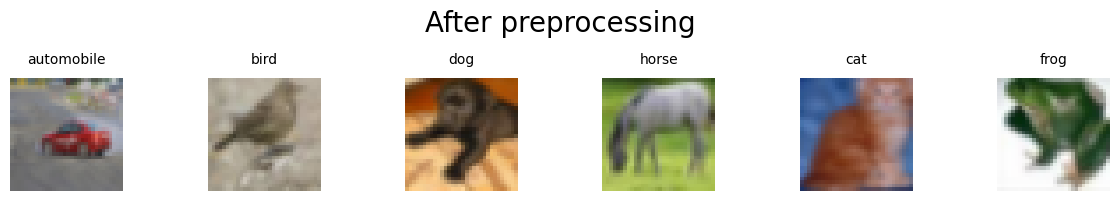 After preprocessing
automobile bird dog horse cat frog